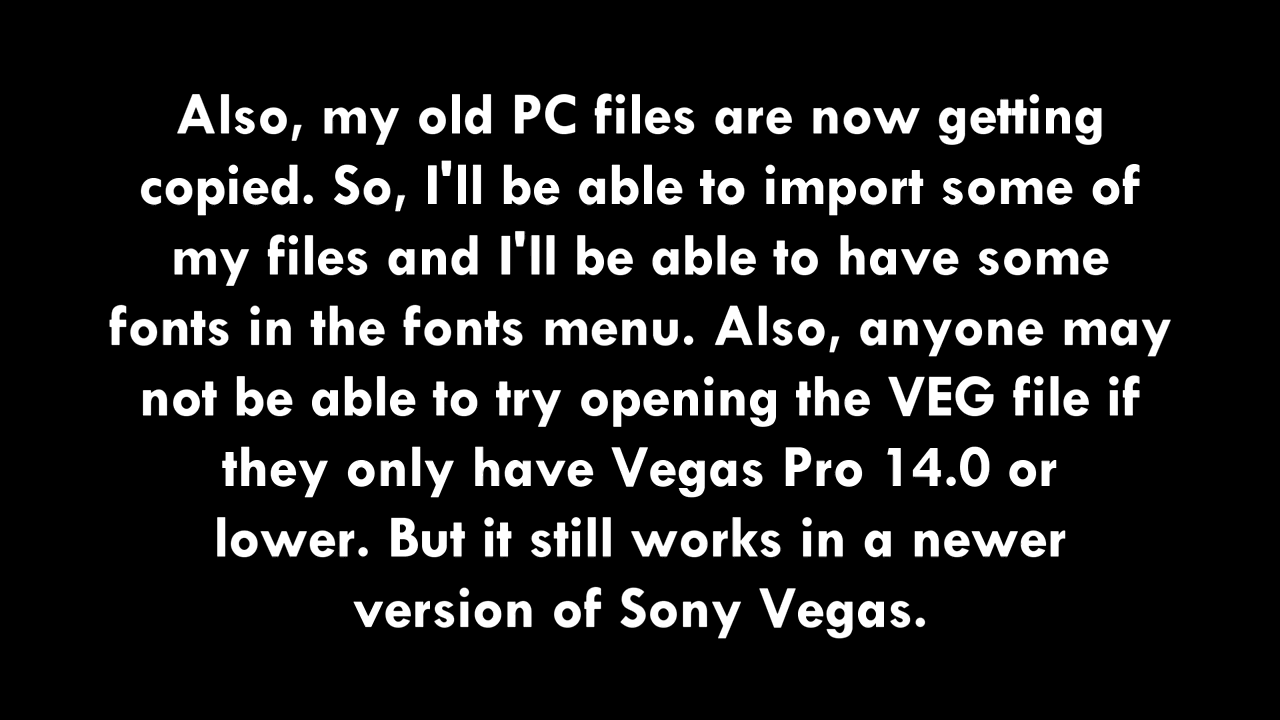 Also, my old PC files are now getting
copied. So, I'll be able to import some of
my files and I'll be able to have some
fonts in the fonts menu. Also, anyone may
not be able to try opening the VEG file if
they only have Vegas Pro 14.0 or
lower. But it still works in a newer
version of Sony Vegas.